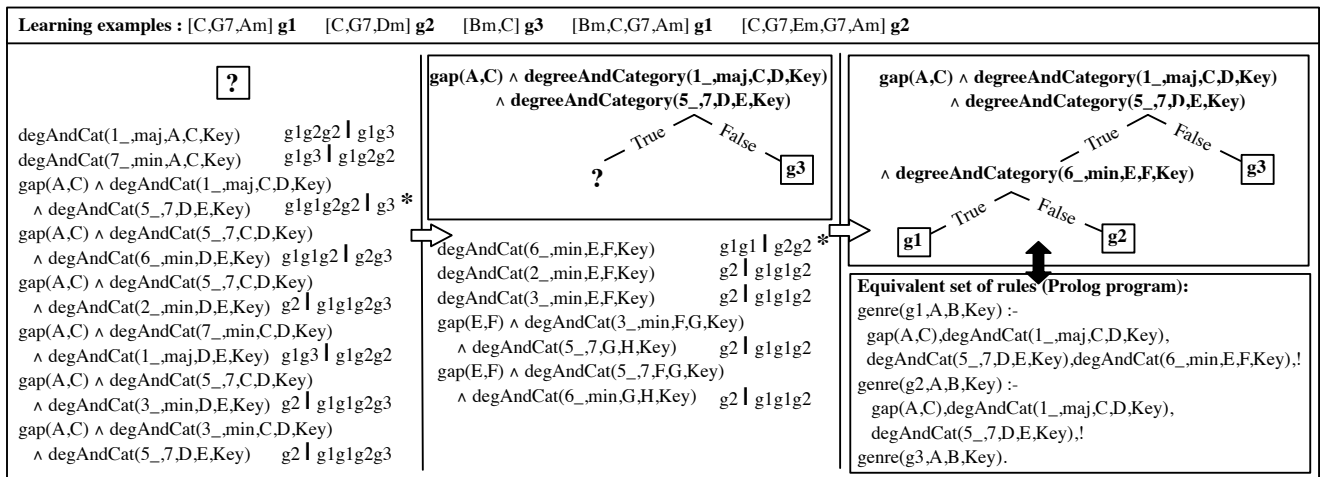 Learning examples : [C,G7,Am] g1 [C,G7,Dm] g2 [Bm,C] g3 [Bm,C,G7,Am] g1 [C,G7,Em,G7,Am] g2
?
degAndCat(1_,maj,A,C,Key) g1g2g2 | g1g3
degAndCat(7_,min,A,C,Key) g1g3 | g1g2g2
gap(A,C) ∧ degAndCat(1_,maj,C,D,Key)
∧ degAndCat(5_,7,D,E,Key) g1g1g2g2 | g3 *
gap(A,C) ∧ degAndCat(5_,7,C,D,Key)
∧ degAndCat(6_,min,D,E,Key) g1g1g2 | g2g3
gap(A,C) ∧ degAndCat(5_,7,C,D,Key)
∧ degAndCat(2_,min,D,E,Key) g2 | g1g1g2g3
gap(A,C) ∧ degAndCat(7_,min,C,D,Key)
∧ degAndCat(1_,maj,D,E,Key) g1g3 | g1g2g2
gap(A,C) ∧ degAndCat(5_,7,C,D,Key)
∧ degAndCat(3_,min,D,E,Key) g2 | g1g1g2g3
gap(A,C) ∧ degAndCat(3_,min,C,D,Key)
∧ degAndCat(5_,7,D,E,Key) g2 | g1g1g2g3
gap(A,C) ∧ degreeAndCategory(1_,maj,C,D,Key)
∧ degreeAndCategory(5_,7,D,E,Key)
True False
? g3
degAndCat(6_,min,E,F,Key) g1g1 | g2g2 *
degAndCat(2_,min,E,F,Key) g2 | g1g1g2
degAndCat(3_,min,E,F,Key) g2 | g1g1g2
gap(E,F) ∧ degAndCat(3_,min,F,G,Key)
∧ degAndCat(5_,7,G,H,Key) g2 | g1g1g2
gap(E,F) ∧ degAndCat(5_,7,F,G,Key)
∧ degAndCat(6_,min,G,H,Key) g2 | g1g1g2
gap(A,C) ∧ degreeAndCategory(1_,maj,C,D,Key)
∧ degreeAndCategory(5_,7,D,E,Key)
True False
∧ degreeAndCategory(6_,min,E,F,Key) g3
True False
g1 g2
Equivalent set of rules (Prolog program):
genre(g1,A,B,Key) :-
gap(A,C),degAndCat(1_,maj,C,D,Key),
degAndCat(5_,7,D,E,Key),degAndCat(6_,min,E,F,Key),!
genre(g2,A,B,Key) :-
gap(A,C),degAndCat(1_,maj,C,D,Key),
degAndCat(5_,7,D,E,Key),!
genre(g3,A,B,Key).